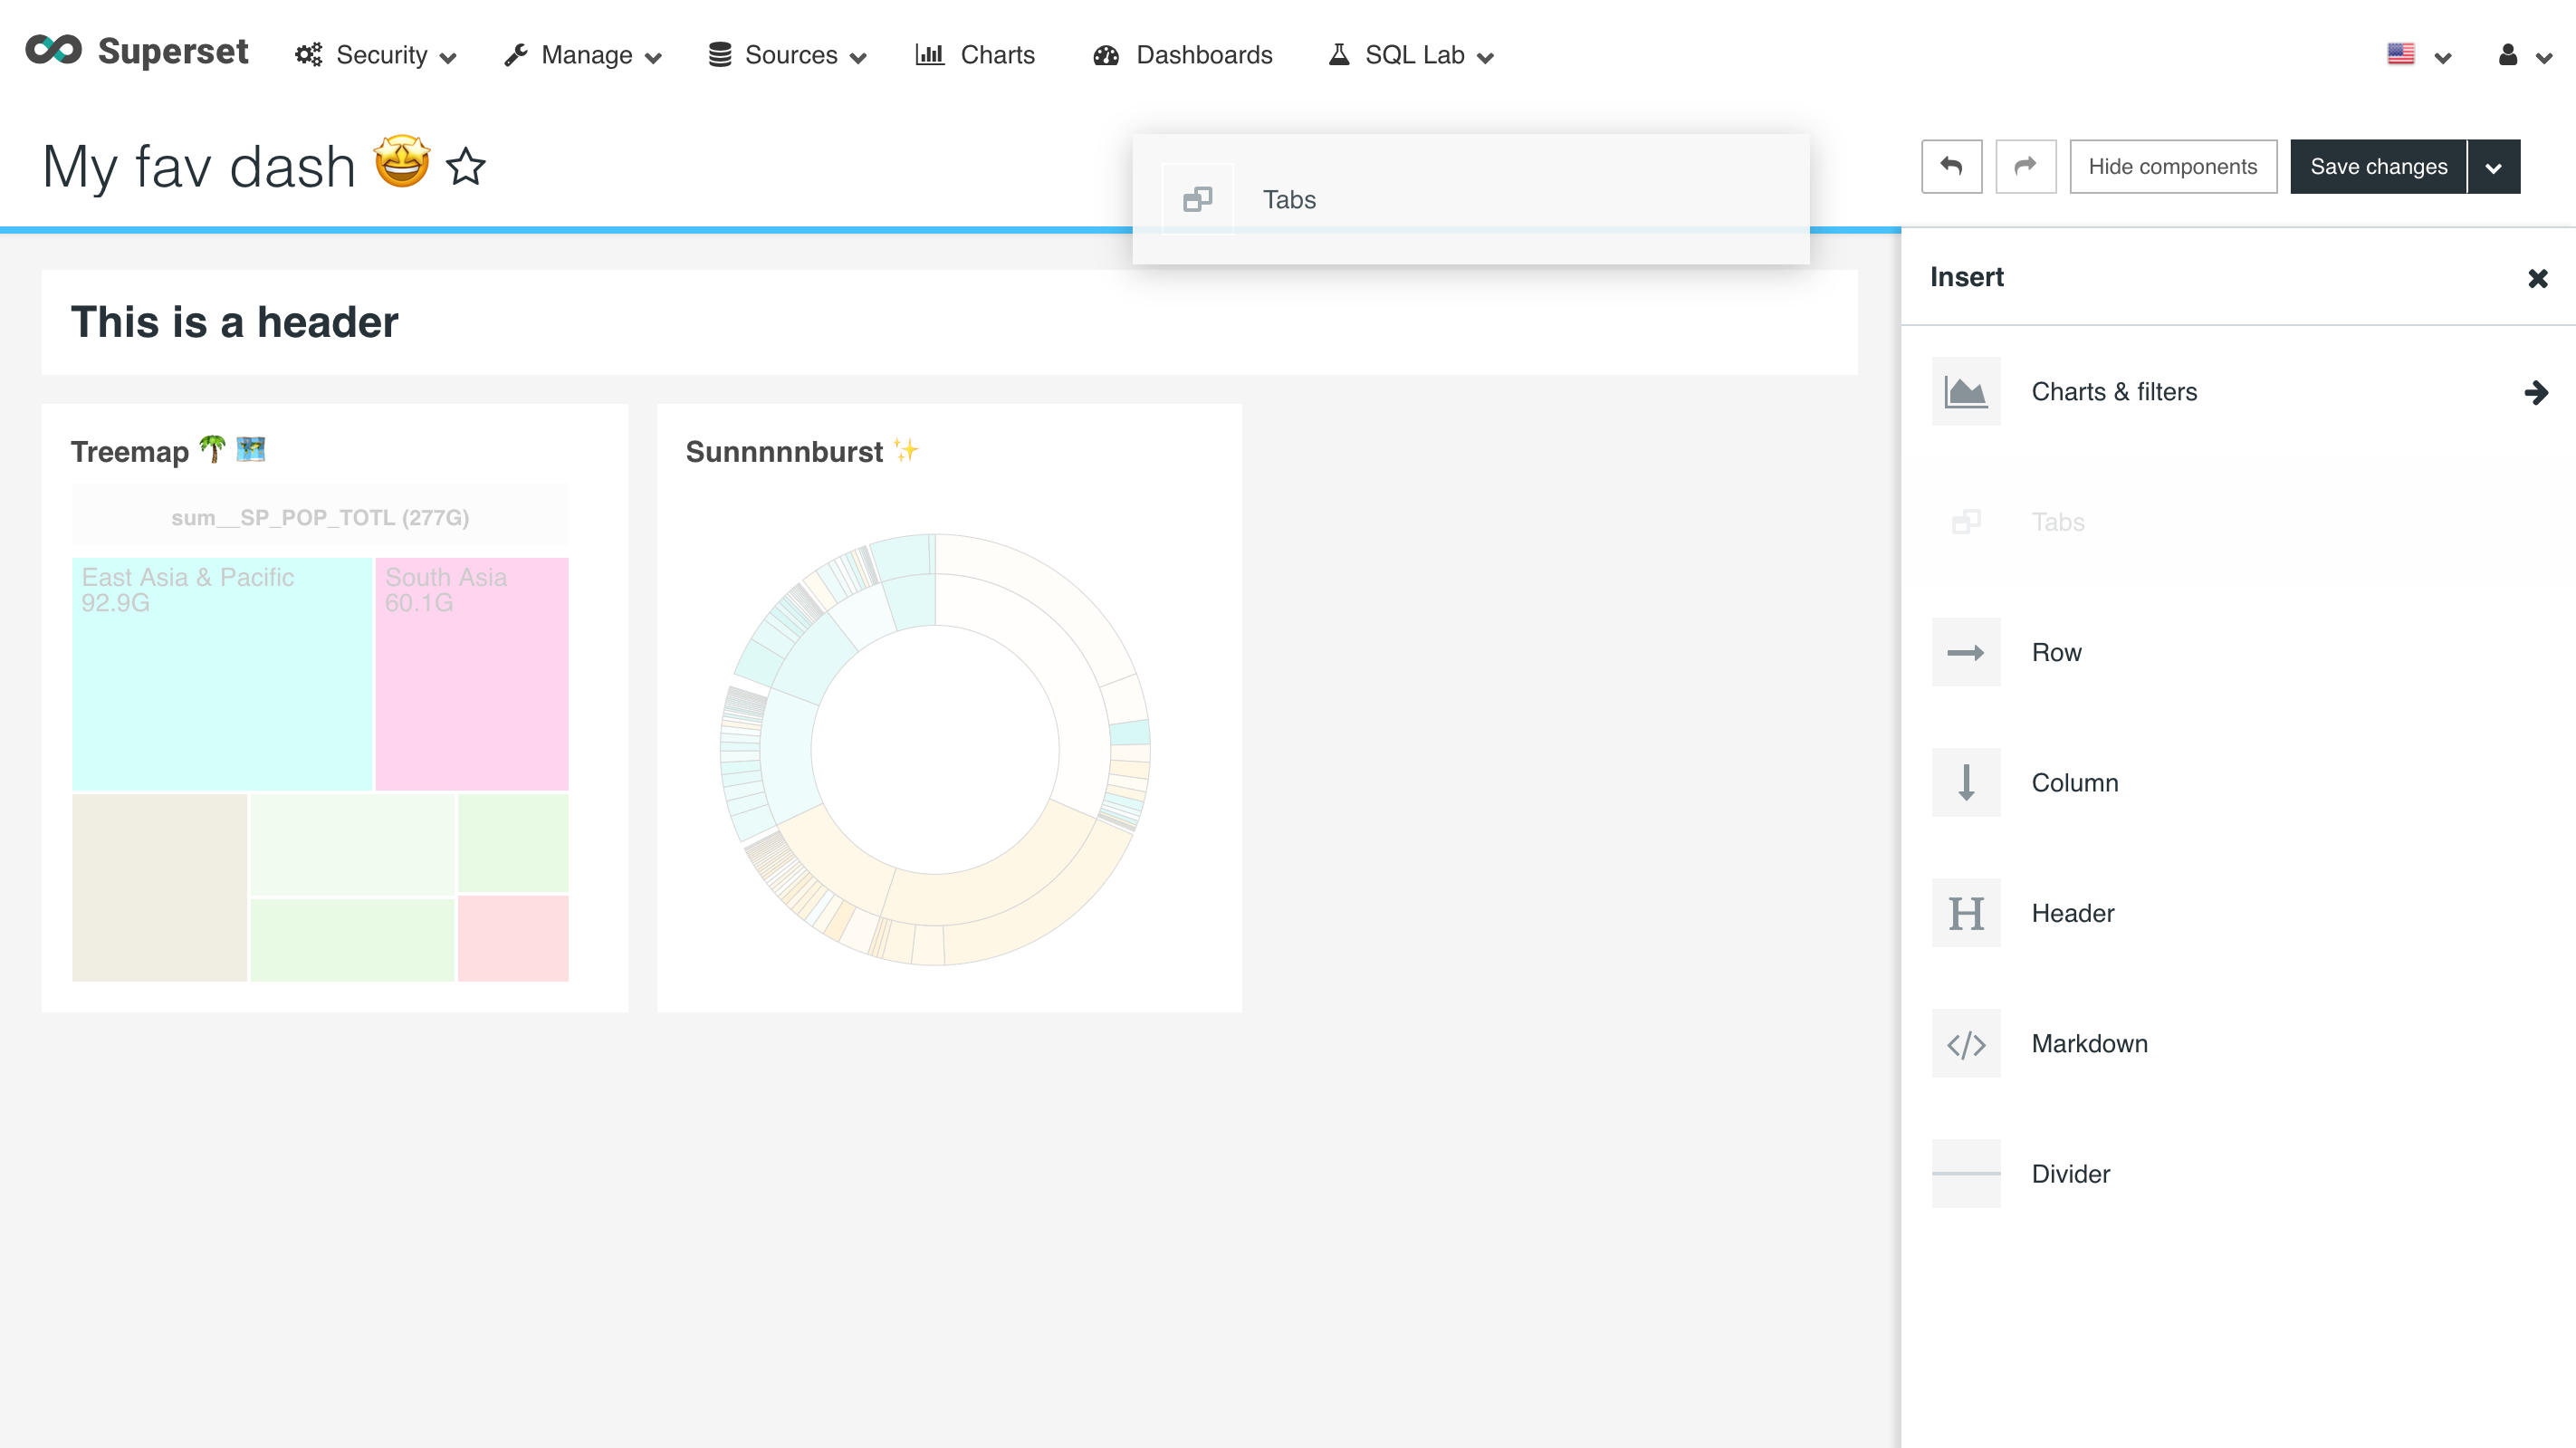 Superset Security Manage Sources Charts Dashboards SQL Lab
My fav dash 🤩
Tabs
Hide components Save changes
This is a header
Treemap 🌴 🗺️
sum__SP_POP_TOTL (277G)
East Asia & Pacific
92.9G
South Asia
60.1G
Sunnnnnburst ✨
Insert
Charts & filters
Tabs
Row
Column
H Header
</> Markdown
Divider